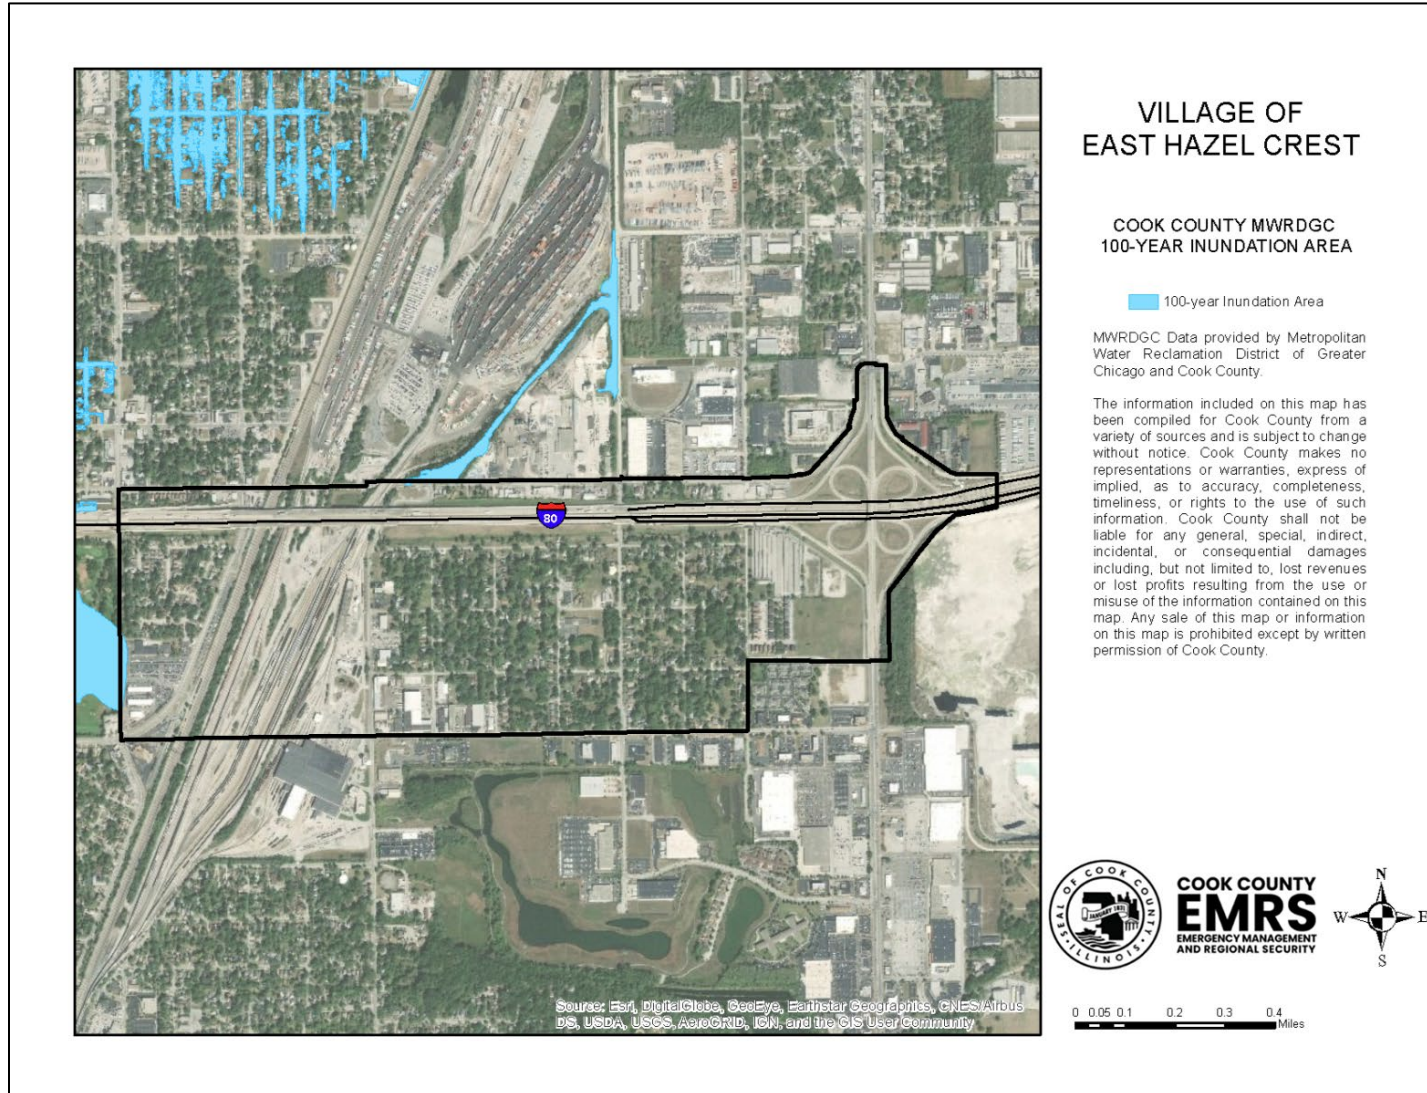 VILLAGE OF
EAST HAZEL CREST
COOK COUNTY MWRDGC
100-YEAR INUNDATION AREA
100-year Inundation Area
MWRDGC Data provided by Metropolitan
Water Reclamation District of Greater
Chicago and Cook County.
The information included on this map has
been compiled for Cook County from a
variety of sources and is subject to change
without notice. Cook County makes no
representations or warranties, express of
implied, as to accuracy, completeness,
timeliness, or rights to the use of such
information. Cook County shall not be
liable for any general, special, indirect,
incidental, or consequential damages
including, but not limited to, lost revenues
or lost profits resulting from the use or
misuse of the information contained on this
map. Any sale of this map or information
on this map is prohibited except by written
permission of Cook County.
80
SEAL OF COOK COUNTY
JANUARY 1831
ILLINOIS
COOK COUNTY
EMRS
EMERGENCY MANAGEMENT
AND REGIONAL SECURITY
N
W E
S
0 0.05 0.1 0.2 0.3 0.4
Miles
Source: Esri, DigitalGlobe, GeoEye, Earthstar Geographics, CNES/Airbus
DS, USDA, USGS, AeroGRID, IGN, and the GIS User Community